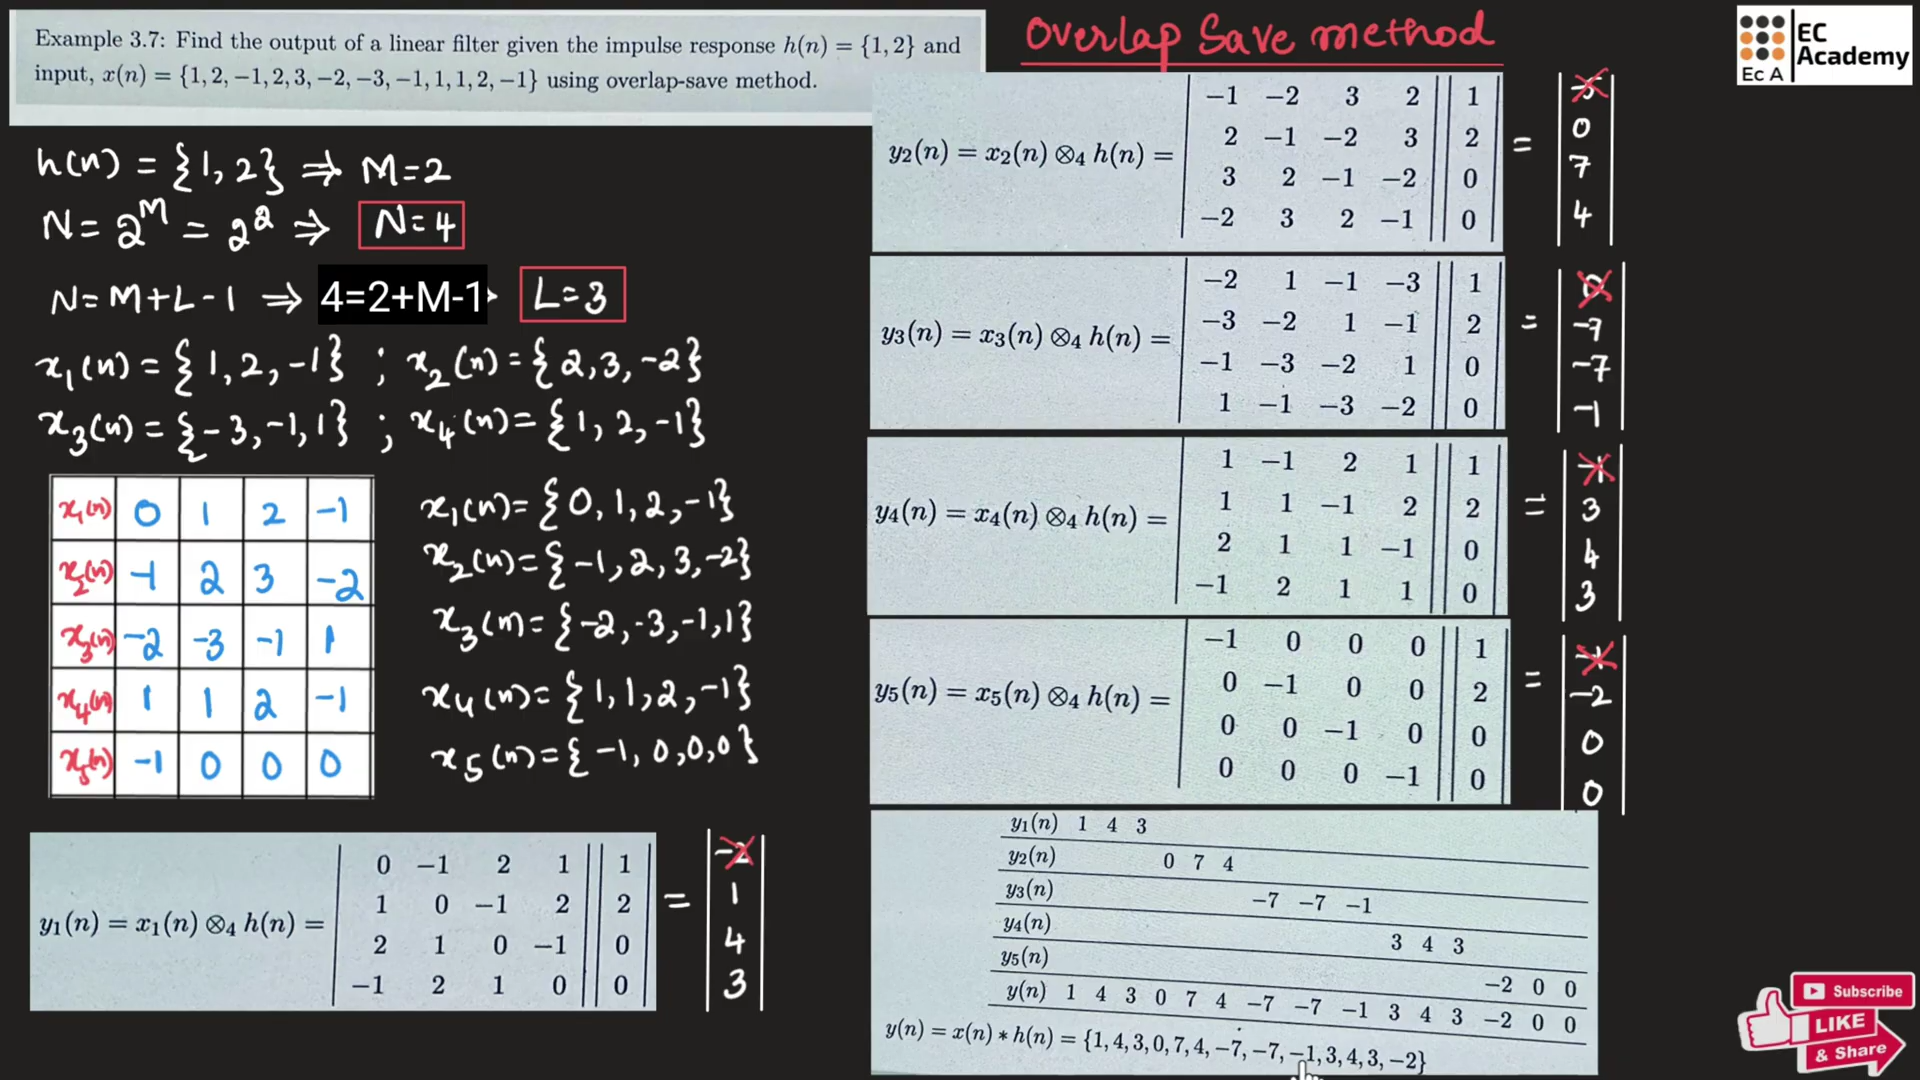 Example 3.7: Find the output of a linear filter given the impulse response h(n) = {1, 2} and
input, x(n) = {1, 2, −1, 2, 3, −2, −3, −1, 1, 1, 2, −1} using overlap-save method.
Overlap Save method
EC
Academy
Ec A
h(n) = {1, 2} ⇒ M=2
N = 2^M = 2^2 ⇒ N=4
N = M+L-1 ⇒ 4=2+M-1 L=3
x₁(n) = {1, 2, -1} ; x₂(n) = {2, 3, -2}
x₃(n) = {-3, -1, 1} ; x₄(n) = {1, 2, -1}
x₁(n) 0 1 2 -1
x₂(n) -1 2 3 -2
x₃(n) -2 -3 -1 1
x₄(n) 1 1 2 -1
x₅(n) -1 0 0 0
x₁(n) = {0, 1, 2, -1}
x₂(n) = {-1, 2, 3, -2}
x₃(n) = {-2, -3, -1, 1}
x₄(n) = {1, 1, 2, -1}
x₅(n) = {-1, 0, 0, 0}
y₁(n) = x₁(n) ⊗₄ h(n) =
0 −1 2 1 1 -2
1 0 −1 2 2 = 1
2 1 0 −1 0 4
−1 2 1 0 0 3
y₂(n) = x₂(n) ⊗₄ h(n) =
−1 −2 3 2 1 -5
2 −1 −2 3 2 = 0
3 2 −1 −2 0 7
−2 3 2 −1 0 4
y₃(n) = x₃(n) ⊗₄ h(n) =
−2 1 −1 −3 1 0
−3 −2 1 −1 2 = -7
−1 −3 −2 1 0 -7
1 −1 −3 −2 0 -1
y₄(n) = x₄(n) ⊗₄ h(n) =
1 −1 2 1 1 -1
1 1 −1 2 2 = 3
2 1 1 −1 0 4
−1 2 1 1 0 3
y₅(n) = x₅(n) ⊗₄ h(n) =
−1 0 0 0 1 -1
0 −1 0 0 2 = -2
0 0 −1 0 0 0
0 0 0 −1 0 0
y₁(n) 1 4 3
y₂(n) 0 7 4
y₃(n) −7 −7 −1
y₄(n) 3 4 3
y₅(n) −2 0 0
y(n) 1 4 3 0 7 4 −7 −7 −1 3 4 3 −2 0 0
y(n) = x(n) ∗ h(n) = {1, 4, 3, 0, 7, 4, −7, −7, −1, 3, 4, 3, −2}
Subscribe
LIKE
& Share